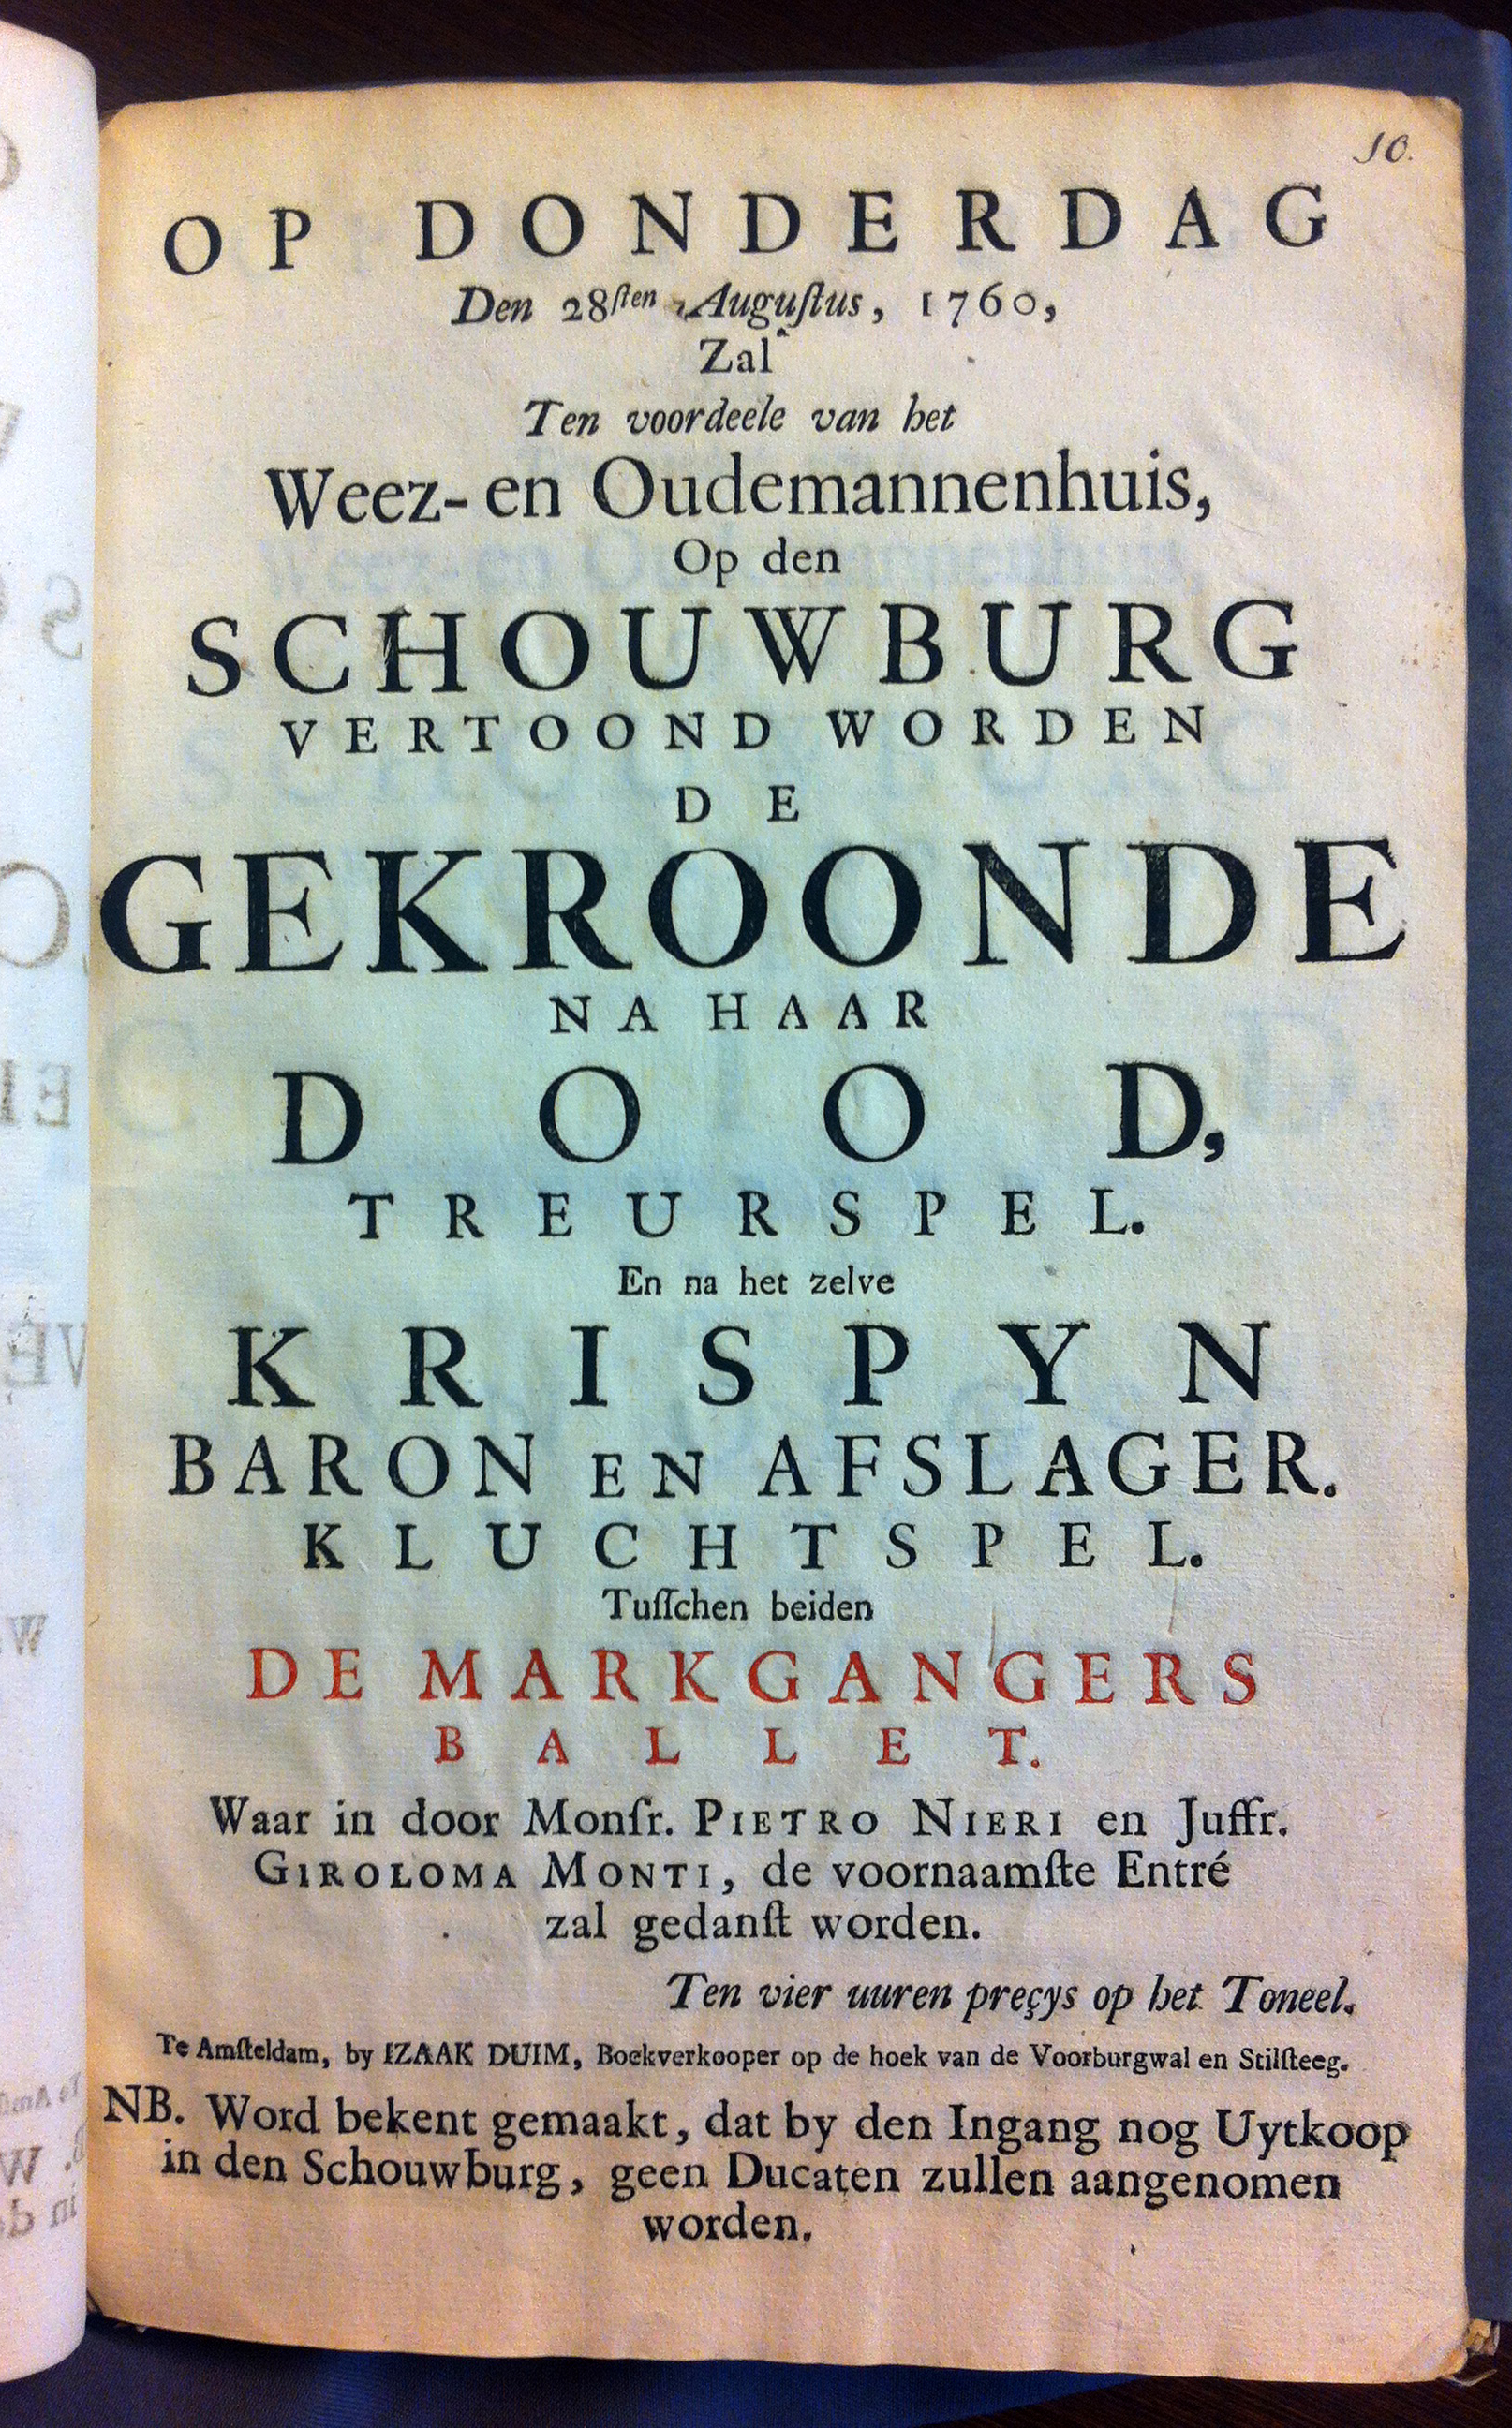 10.
OP DONDERDAG
Den 28ſten Auguſtus, 1760,
Zal
Ten voordeele van het
Weez- en Oudemannenhuis,
Op den
SCHOUWBURG
VERTOOND WORDEN
DE
GEKROONDE
NA HAAR
DOOD,
TREURSPEL.
En na het zelve
KRISPYN
BARON EN AFSLAGER.
KLUCHTSPEL.
Tuſſchen beiden
DE MARKGANGERS
BALLET.
Waar in door Monſr. PIETRO NIERI en Juffr.
GIROLOMA MONTI, de voornaamſte Entré
zal gedanſt worden.
Ten vier uuren preçys op het Toneel.
Te Amſteldam, by IZAAK DUIM, Boekverkooper op de hoek van de Voorburgwal en Stilſteeg.
NB. Word bekent gemaakt, dat by den Ingang nog Uytkoop
in den Schouwburg, geen Ducaten zullen aangenomen
worden.